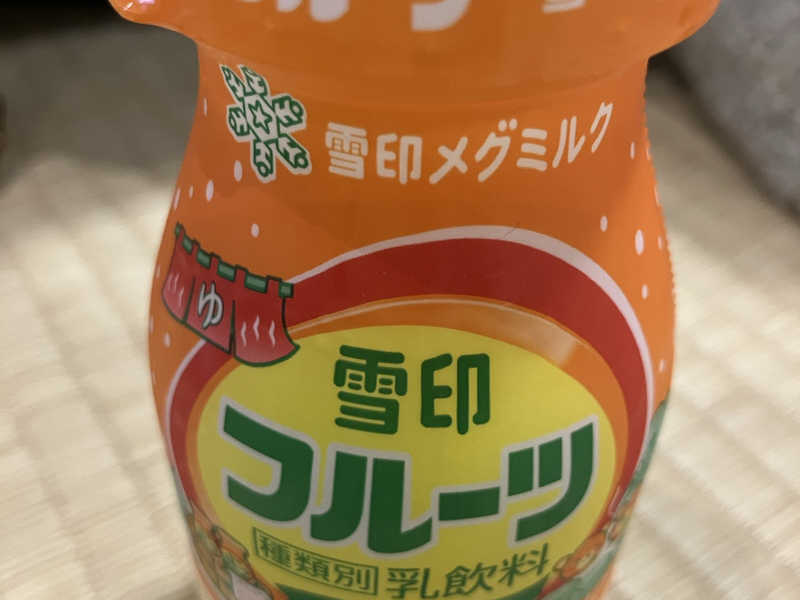 雪印メグミルク
ゆ
雪印
フルーツ
種類別 乳飲料